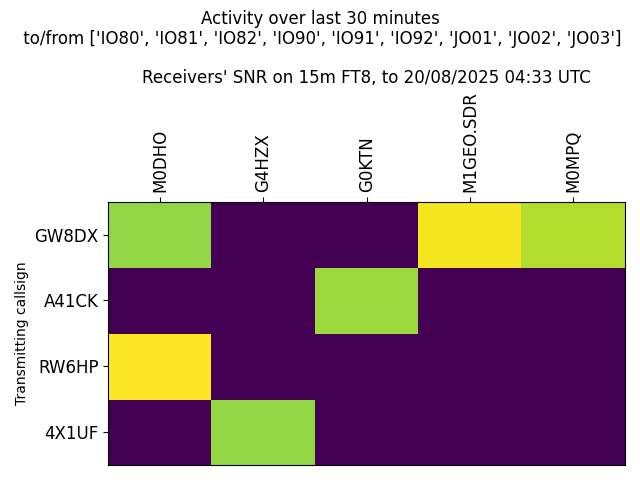 Activity over last 30 minutes
to/from ['IO80', 'IO81', 'IO82', 'IO90', 'IO91', 'IO92', 'JO01', 'JO02', 'JO03']
Receivers' SNR on 15m FT8, to 20/08/2025 04:33 UTC
M0DHO
G4HZX
G0KTN
M1GEO.SDR
M0MPQ
Transmitting callsign
GW8DX
A41CK
RW6HP
4X1UF